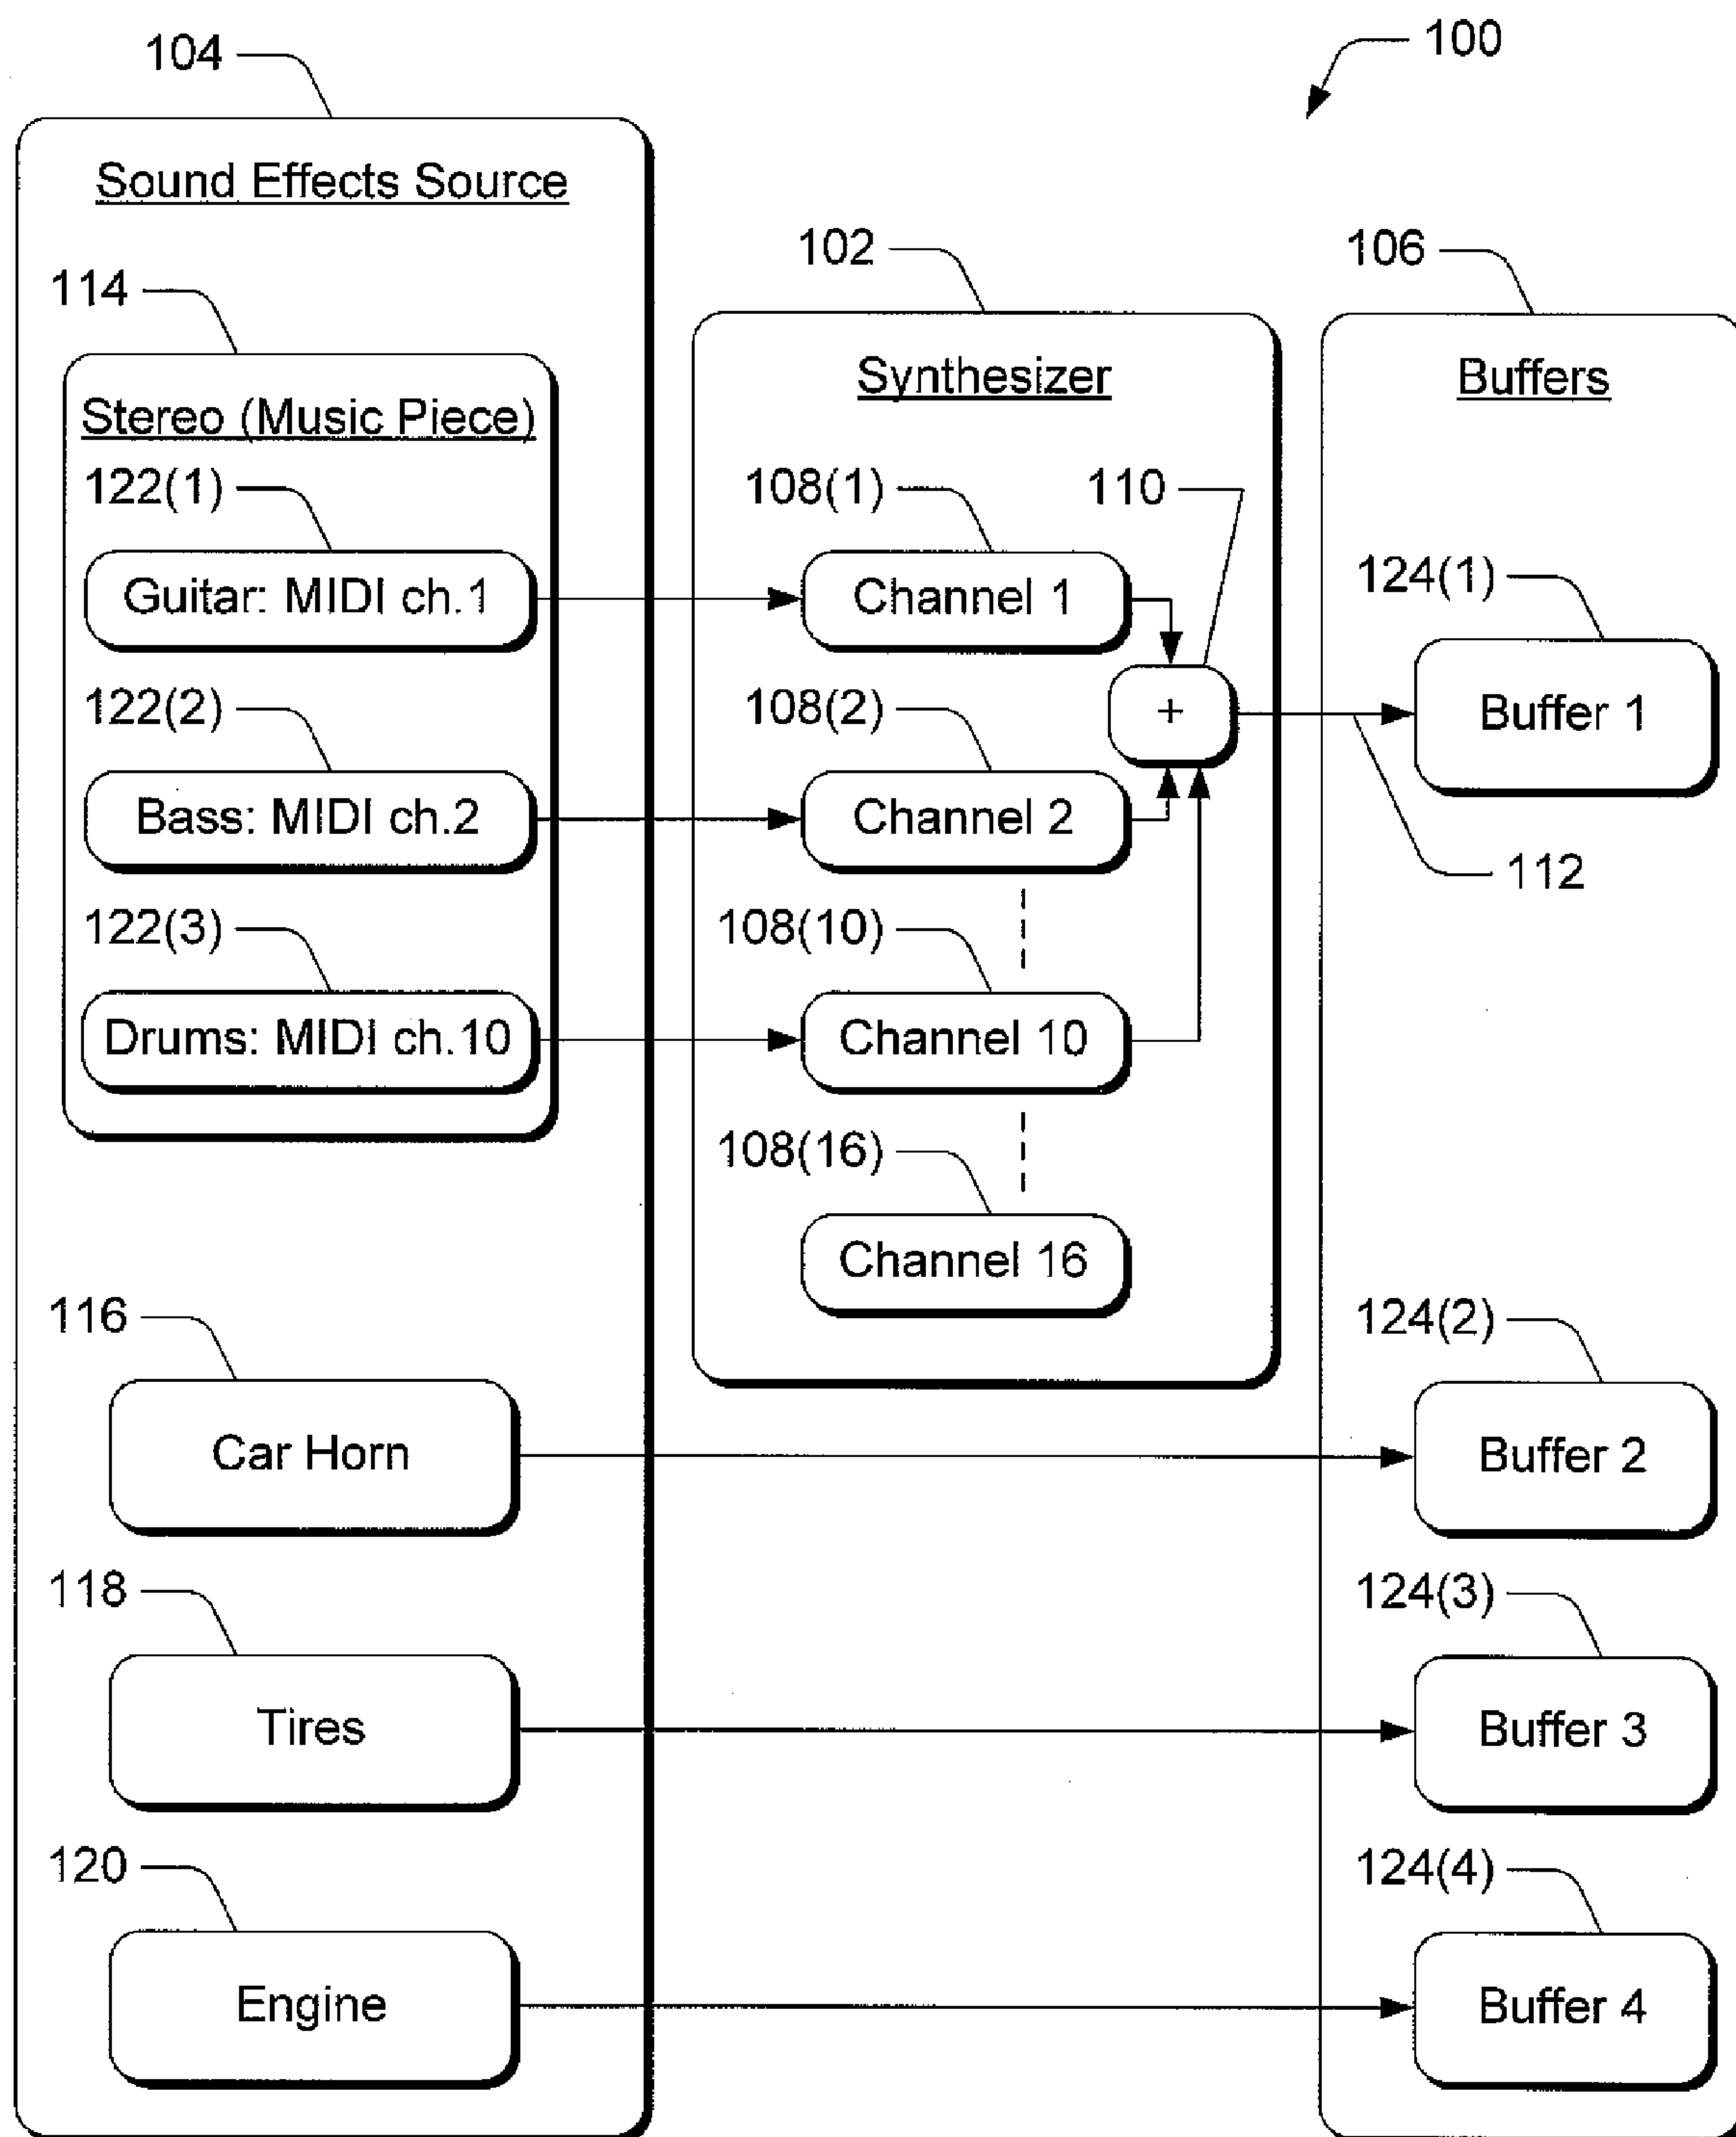 100
104
Sound Effects Source
102
106
114
Synthesizer
Buffers
Stereo (Music Piece)
122(1)
108(1)
110
124(1)
Guitar: MIDI ch.1
Channel 1
+
Buffer 1
122(2)
108(2)
Bass: MIDI ch.2
Channel 2
112
122(3)
108(10)
Drums: MIDI ch.10
Channel 10
108(16)
Channel 16
116
124(2)
Car Horn
Buffer 2
118
124(3)
Tires
Buffer 3
120
124(4)
Engine
Buffer 4